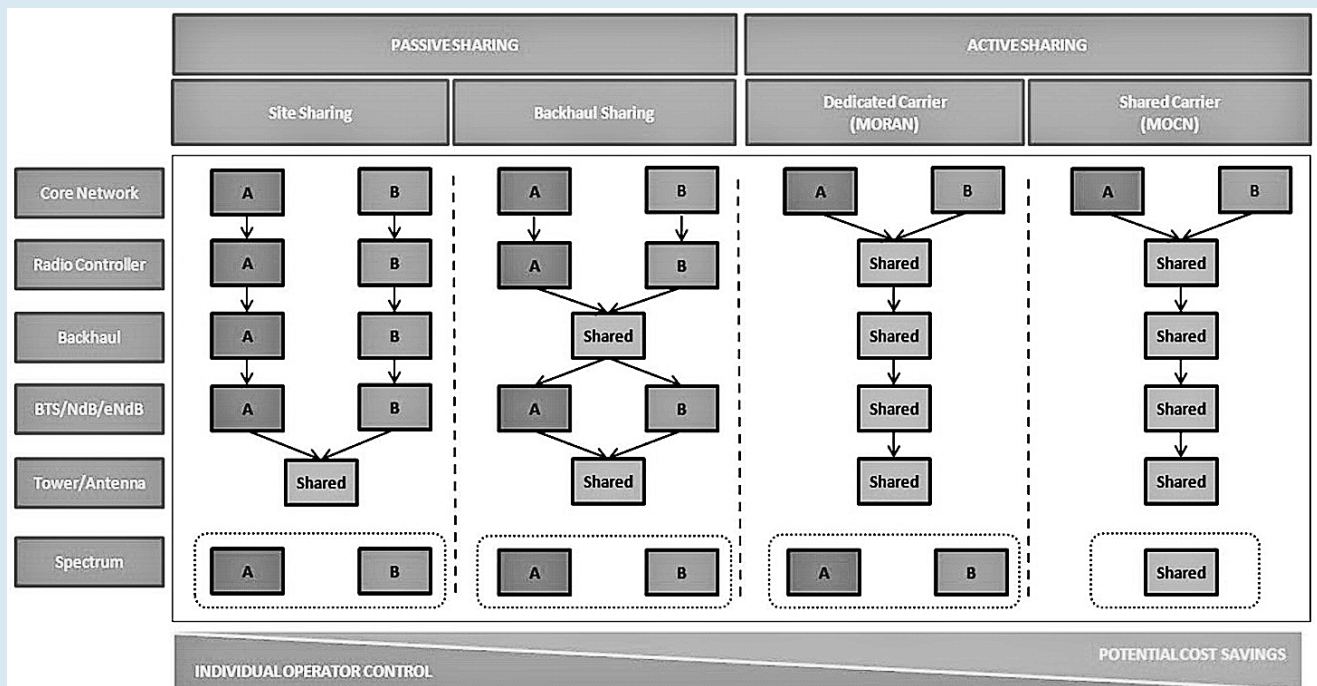 PASSIVE SHARING
ACTIVE SHARING
Site Sharing
Backhaul Sharing
Dedicated Carrier
(MORAN)
Shared Carrier
(MOCN)
Core Network
A
B
A
B
A
B
A
B
Radio Controller
A
B
A
B
Shared
Shared
Backhaul
A
B
Shared
Shared
Shared
BTS/NdB/eNdB
A
B
A
B
Shared
Shared
Tower/Antenna
Shared
Shared
Shared
Shared
Spectrum
A
B
A
B
A
B
Shared
INDIVIDUAL OPERATOR CONTROL
POTENTIAL COST SAVINGS